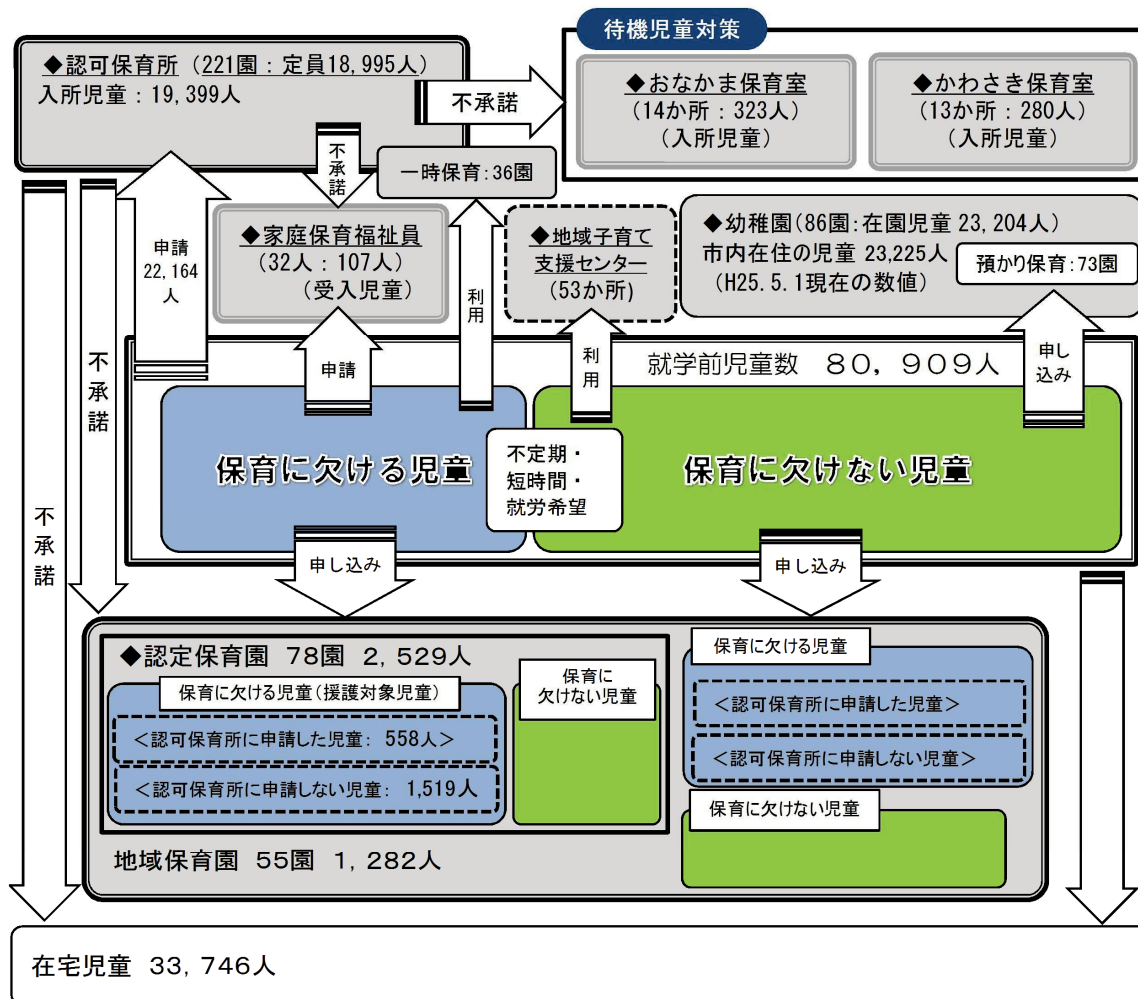 待機児童対策
◆認可保育所（221園：定員18,995人）
入所児童：19,399人
不承諾
◆おなかま保育室
（14か所：323人）
（入所児童）
◆かわさき保育室
（13か所：280人）
（入所児童）
不承諾
一時保育：36園
申請
22,164
人
◆家庭保育福祉員
（32人：107人）
（受入児童）
利用
◆地域子育て
支援センター
（53か所)
◆幼稚園(86園：在園児童 23,204人）
市内在住の児童 23,225人
（H25.5.1現在の数値）
預かり保育：73園
不承諾
不承諾
申請
利用
就学前児童数　８０，９０９人
申し
込み
保育に欠ける児童
不定期・
短時間・
就労希望
保育に欠けない児童
申し込み
申し込み
◆認定保育園 78園 2,529人
保育に欠ける児童（援護対象児童）
＜認可保育所に申請した児童： 558人＞
＜認可保育所に申請しない児童： 1,519人
保育に
欠けない児童
保育に欠ける児童
＜認可保育所に申請した児童＞
＜認可保育所に申請しない児童＞
保育に欠けない児童
地域保育園 55園 1,282人
在宅児童 33,746人